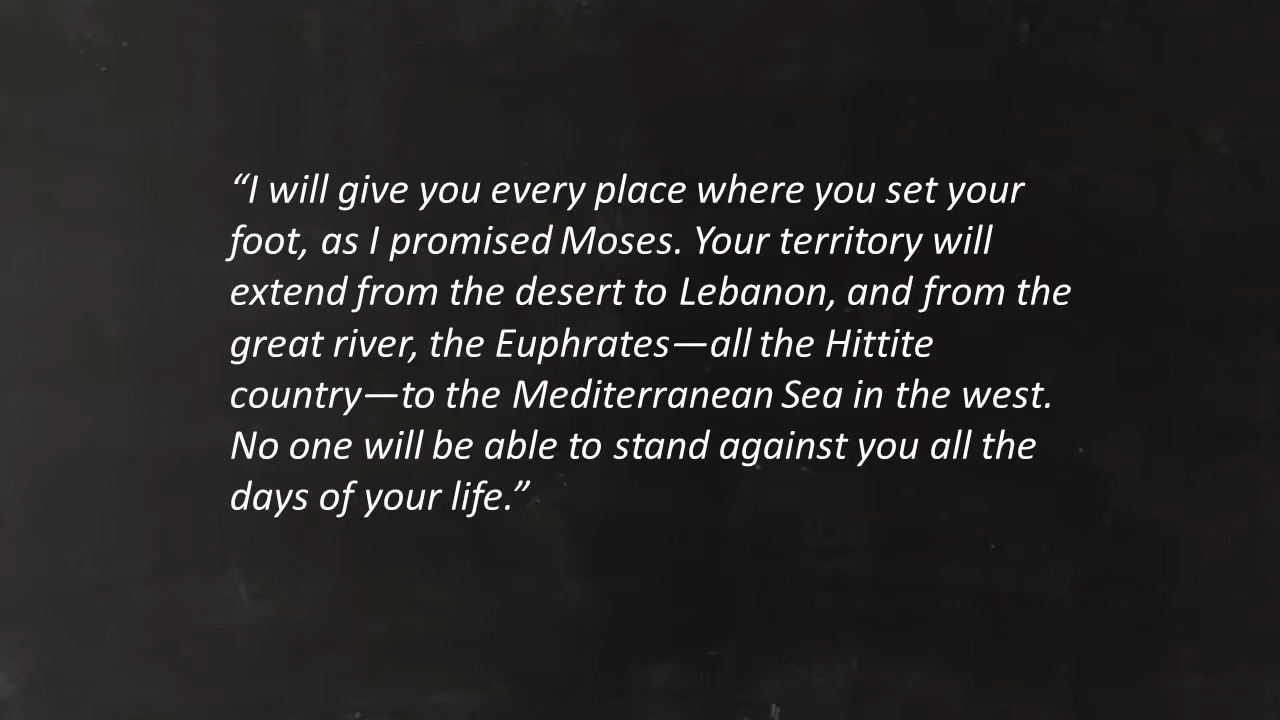 “I will give you every place where you set your
foot, as I promised Moses. Your territory will
extend from the desert to Lebanon, and from the
great river, the Euphrates—all the Hittite
country—to the Mediterranean Sea in the west.
No one will be able to stand against you all the
days of your life.”